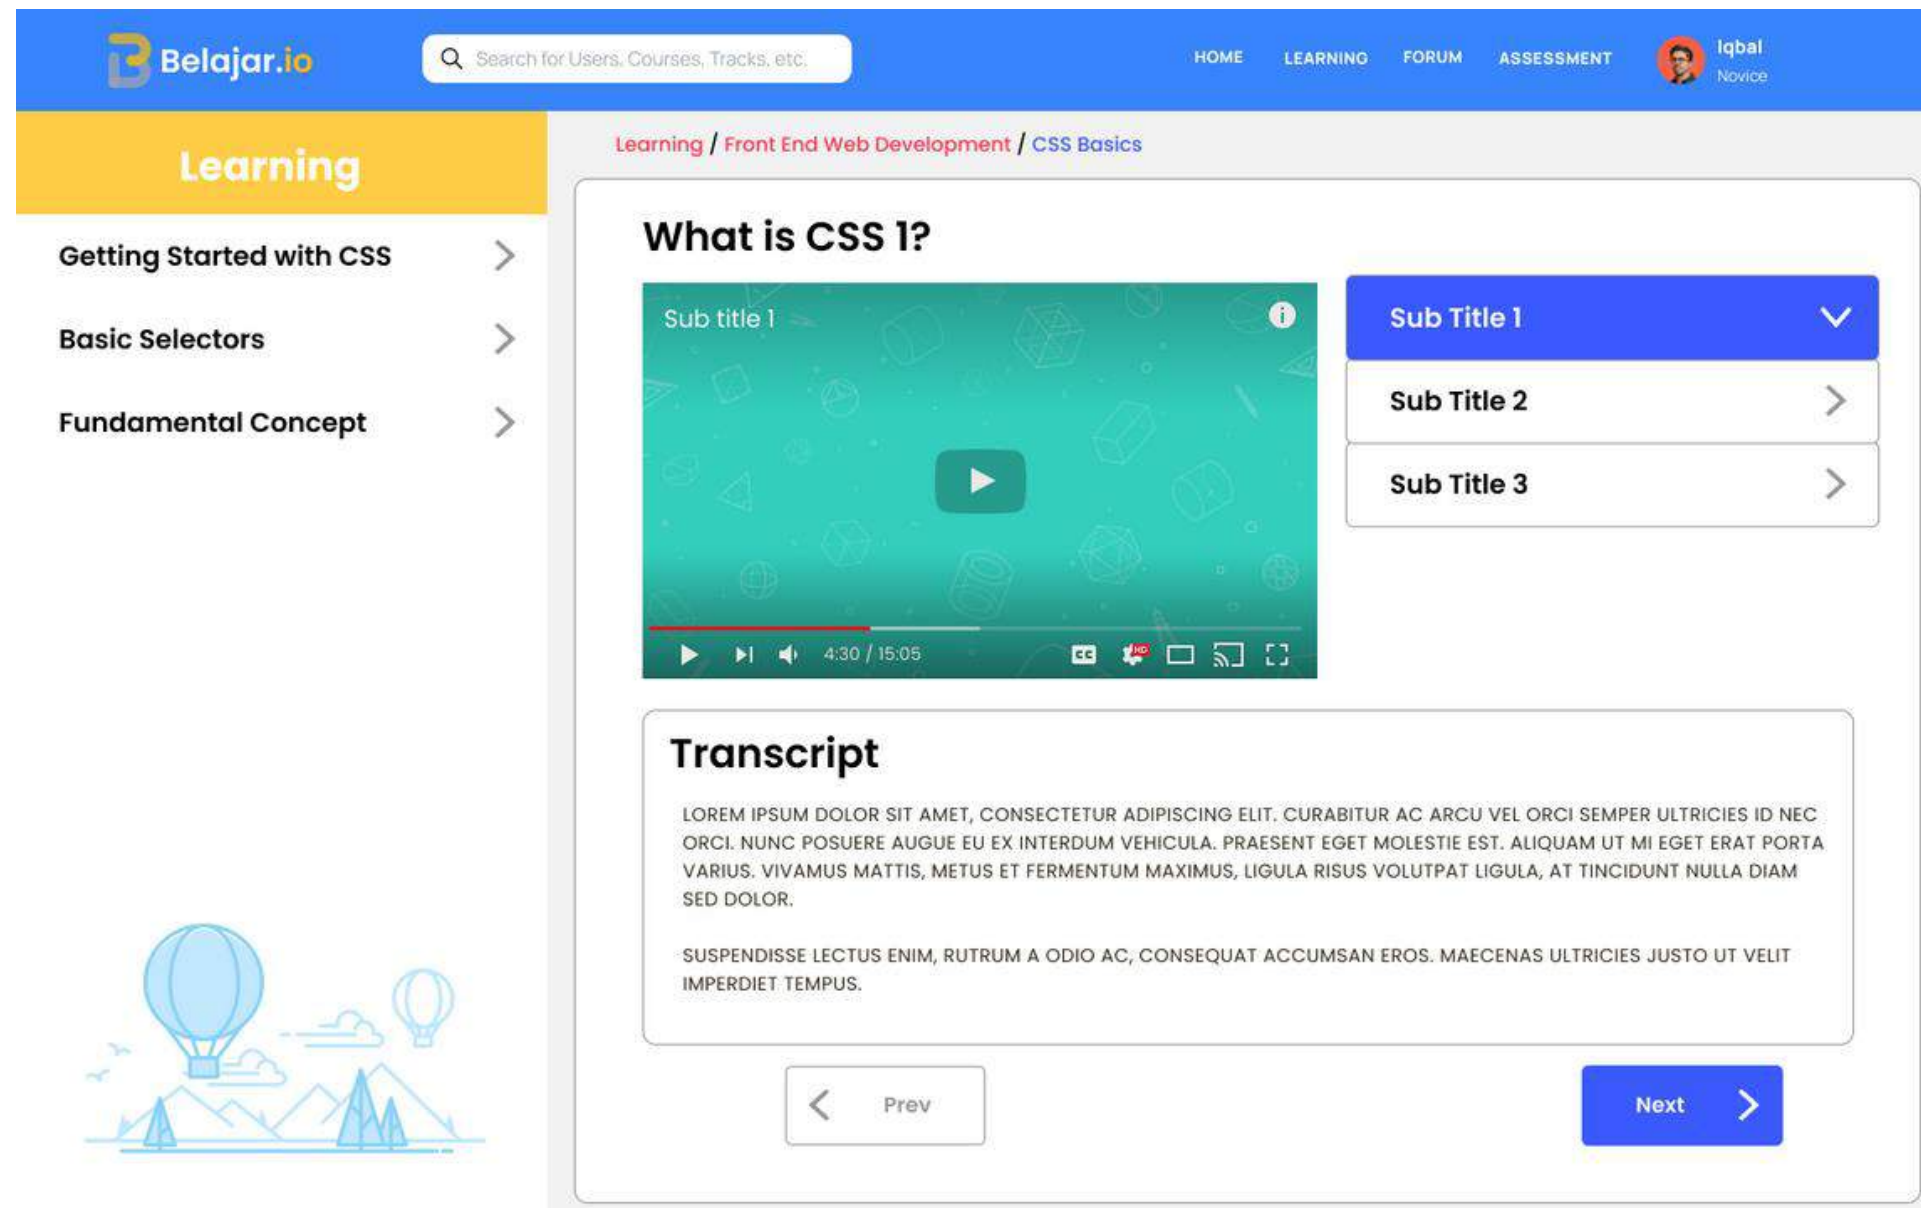 Belajar.io
Search for Users, Courses, Tracks, etc.
HOME LEARNING FORUM ASSESSMENT
Iqbal
Novice
Learning
Getting Started with CSS
Basic Selectors
Fundamental Concept
Learning / Front End Web Development / CSS Basics
What is CSS 1?
Sub title 1
4:30 / 15:05
CC
HD
Sub Title 1
Sub Title 2
Sub Title 3
Transcript
LOREM IPSUM DOLOR SIT AMET, CONSECTETUR ADIPISCING ELIT. CURABITUR AC ARCU VEL ORCI SEMPER ULTRICIES ID NEC
ORCI. NUNC POSUERE AUGUE EU EX INTERDUM VEHICULA. PRAESENT EGET MOLESTIE EST. ALIQUAM UT MI EGET ERAT PORTA
VARIUS. VIVAMUS MATTIS, METUS ET FERMENTUM MAXIMUS, LIGULA RISUS VOLUTPAT LIGULA, AT TINCIDUNT NULLA DIAM
SED DOLOR.
SUSPENDISSE LECTUS ENIM, RUTRUM A ODIO AC, CONSEQUAT ACCUMSAN EROS. MAECENAS ULTRICIES JUSTO UT VELIT
IMPERDIET TEMPUS.
Prev
Next